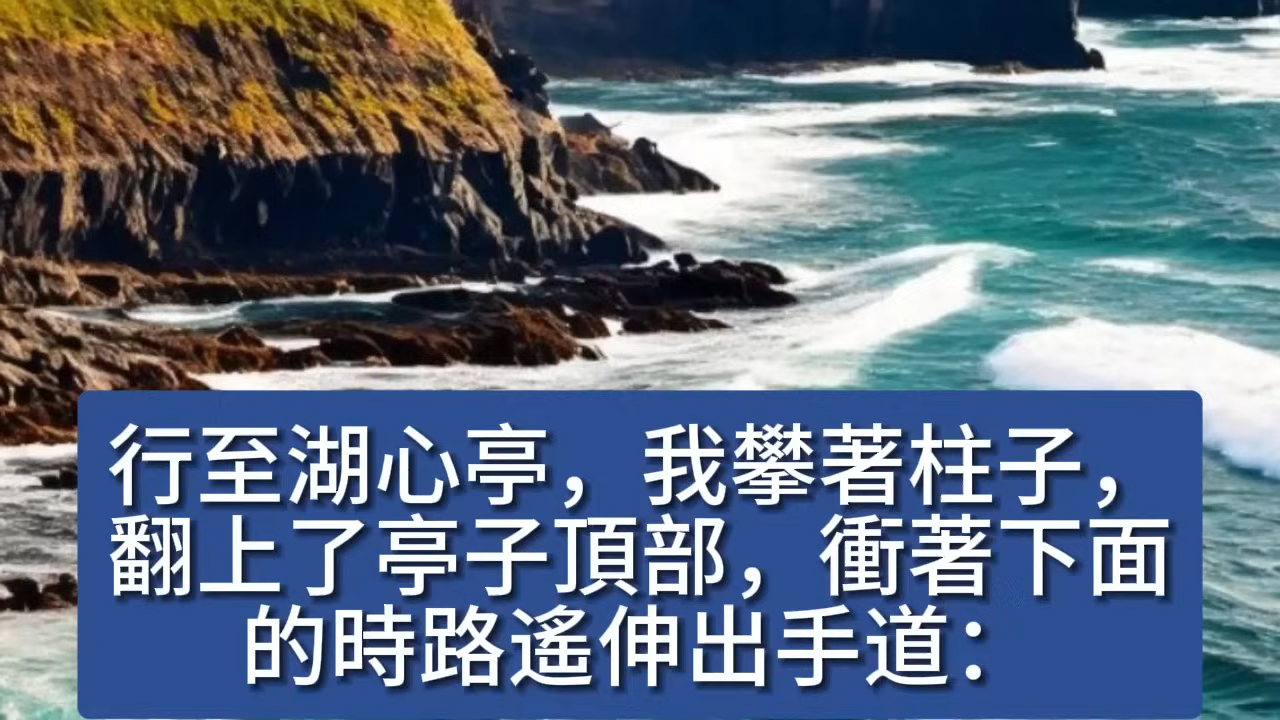 行至湖心亭，我攀著柱子，
翻上了亭子頂部，衝著下面
的時路遙伸出手道：